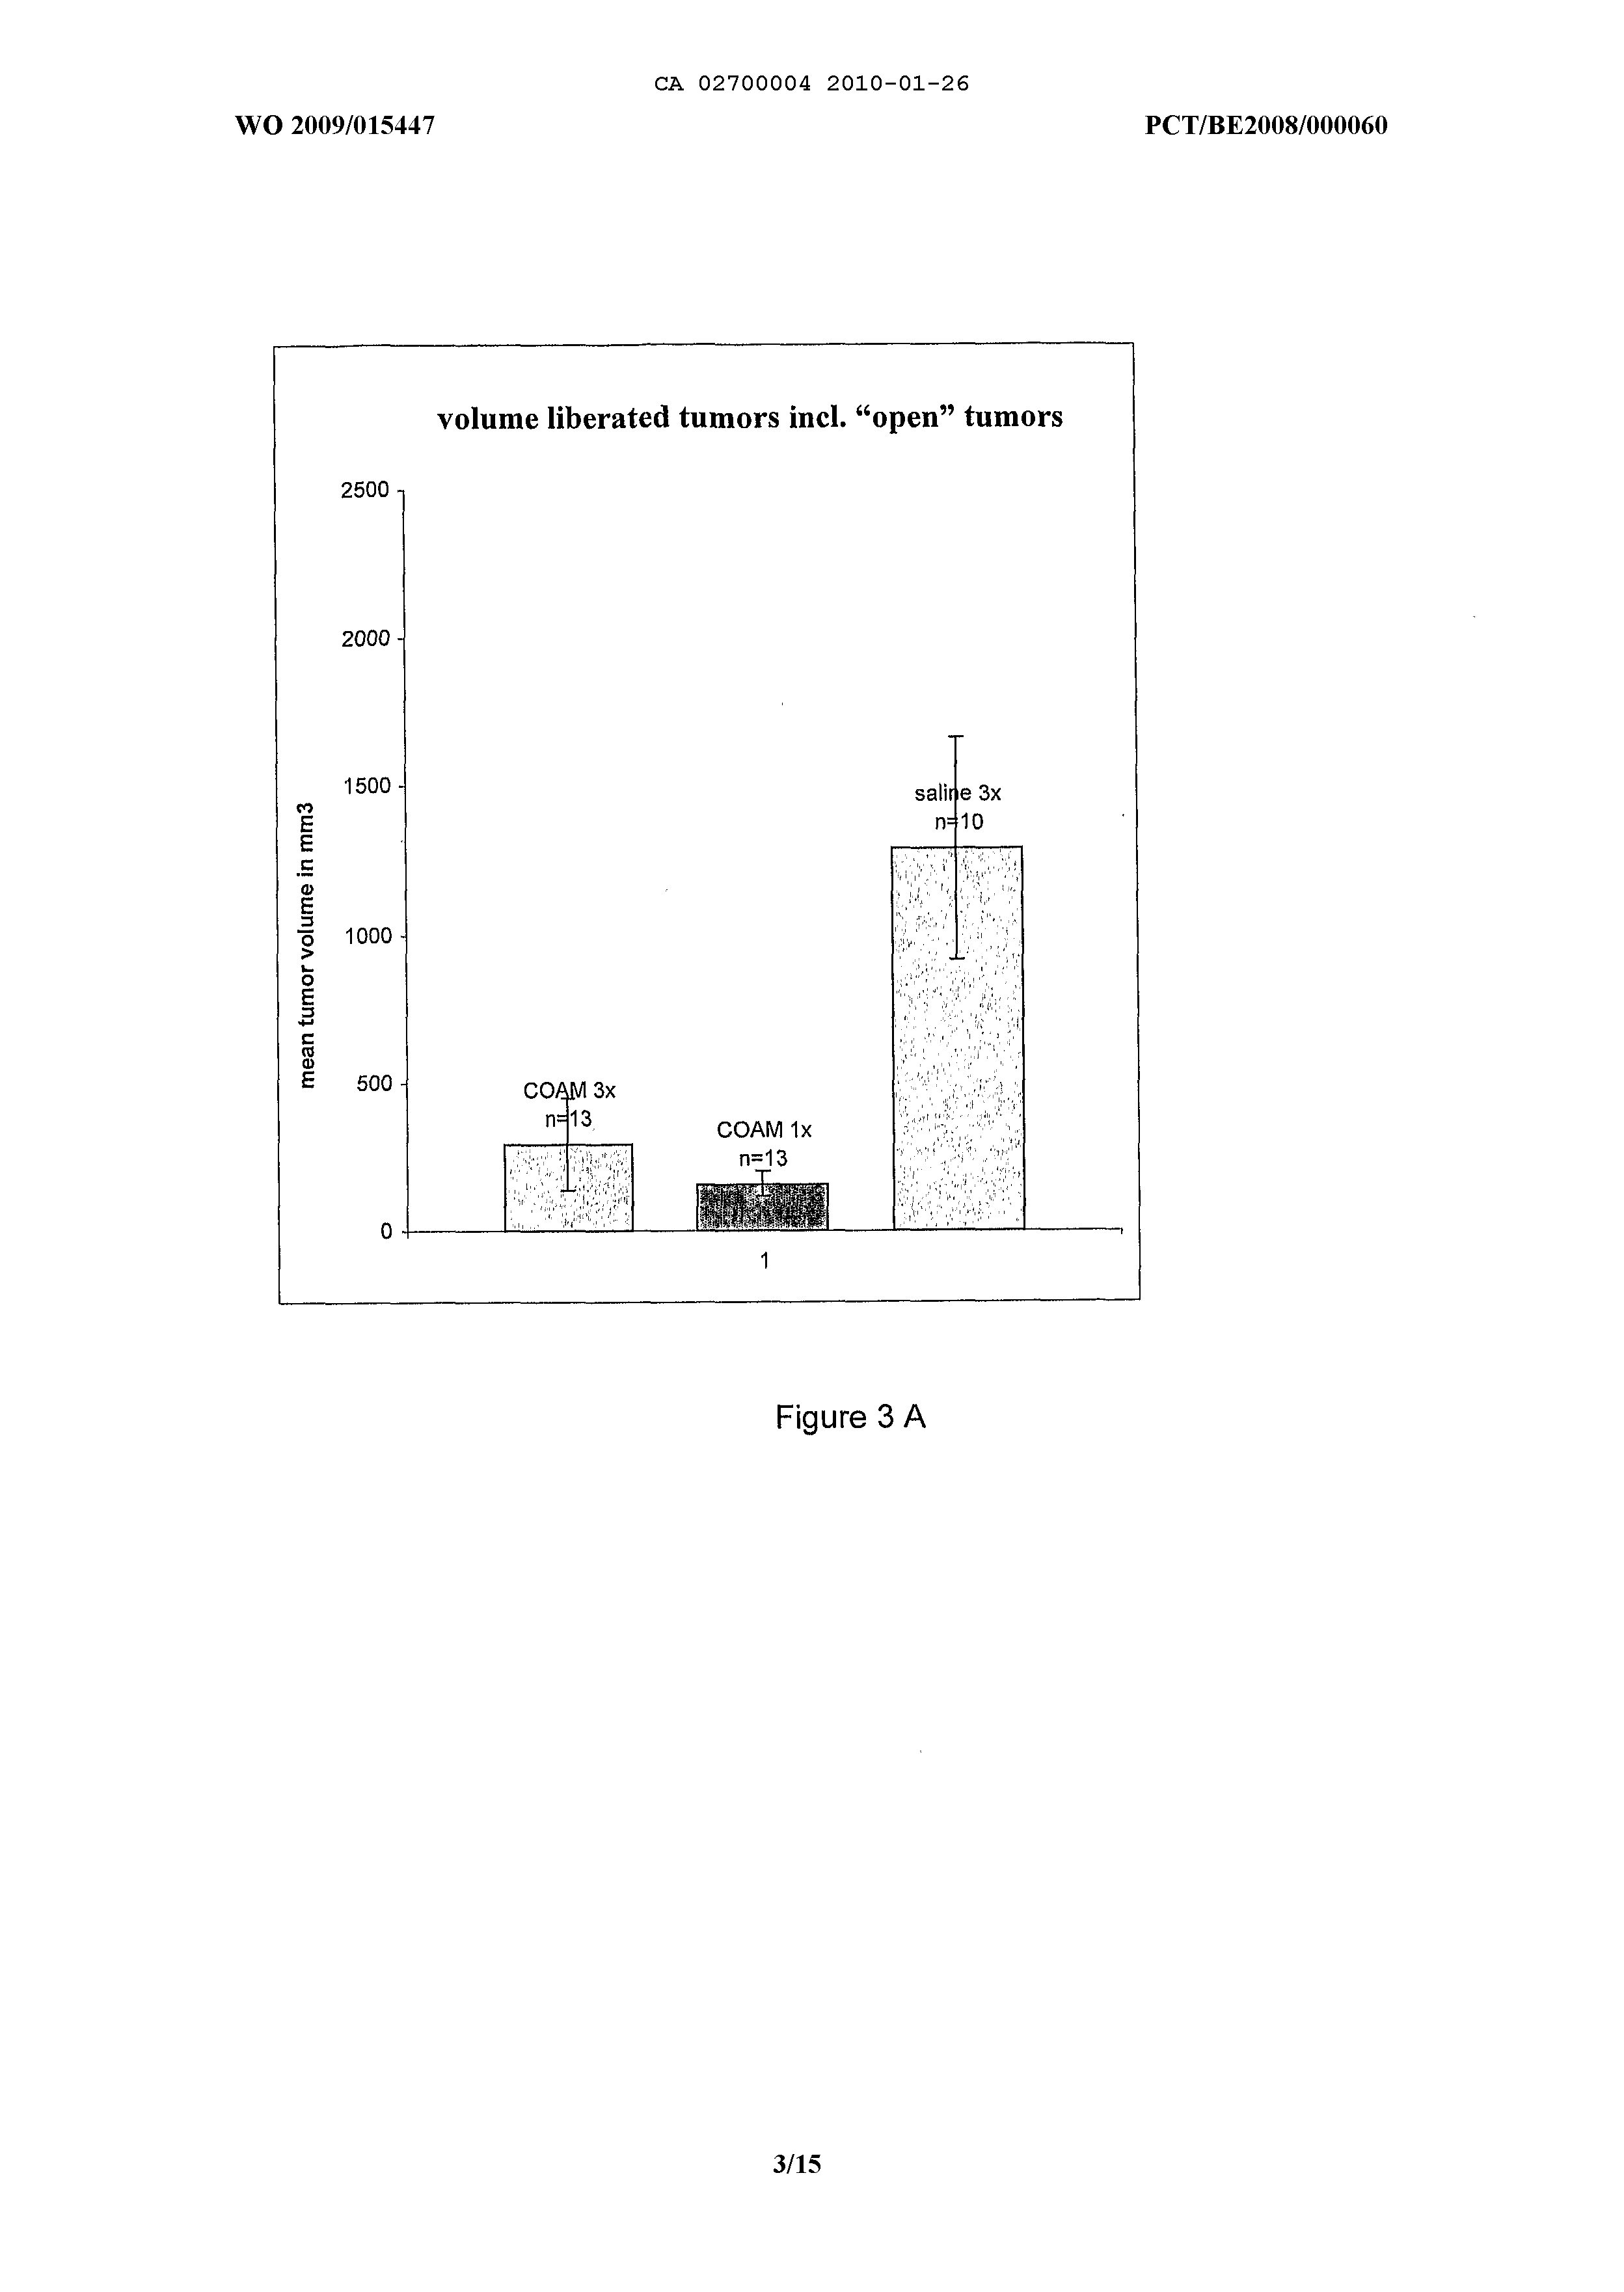 CA 02700004 2010-01-26
WO 2009/015447
PCT/BE2008/000060
volume liberated tumors incl. “open” tumors
2500
2000
1500
1000
500
0
mean tumor volume in mm3
COAM 3x
n=13
COAM 1x
n=13
saline 3x
n=10
1
Figure 3 A
3/15